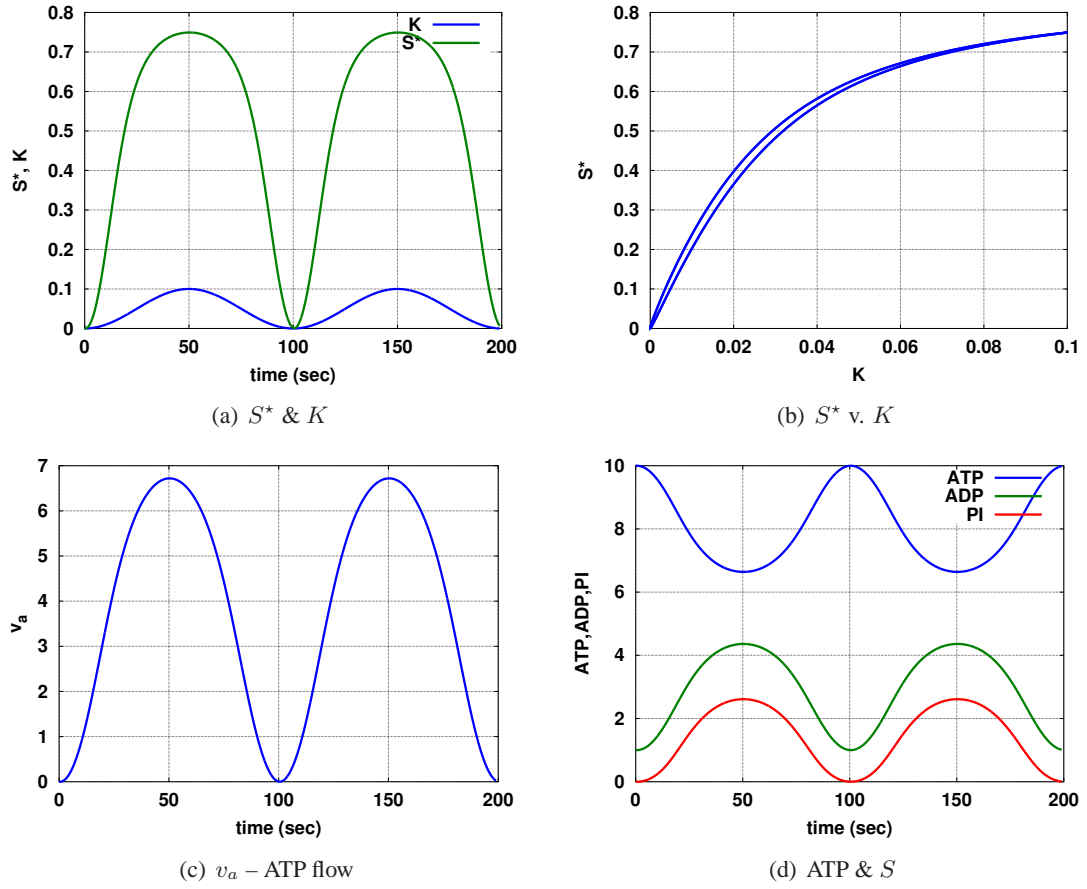 0.8
0.7
0.6
0.5
0.4
0.3
0.2
0.1
0
S*, K
K
S*
0 50 100 150 200
time (sec)
(a) S⋆ & K
0.8
0.7
0.6
0.5
0.4
0.3
0.2
0.1
0
S*
0 0.02 0.04 0.06 0.08 0.1
K
(b) S⋆ v. K
7
6
5
4
3
2
1
0
va
0 50 100 150 200
time (sec)
(c) va – ATP flow
10
8
6
4
2
0
ATP,ADP,PI
ATP
ADP
PI
0 50 100 150 200
time (sec)
(d) ATP & S